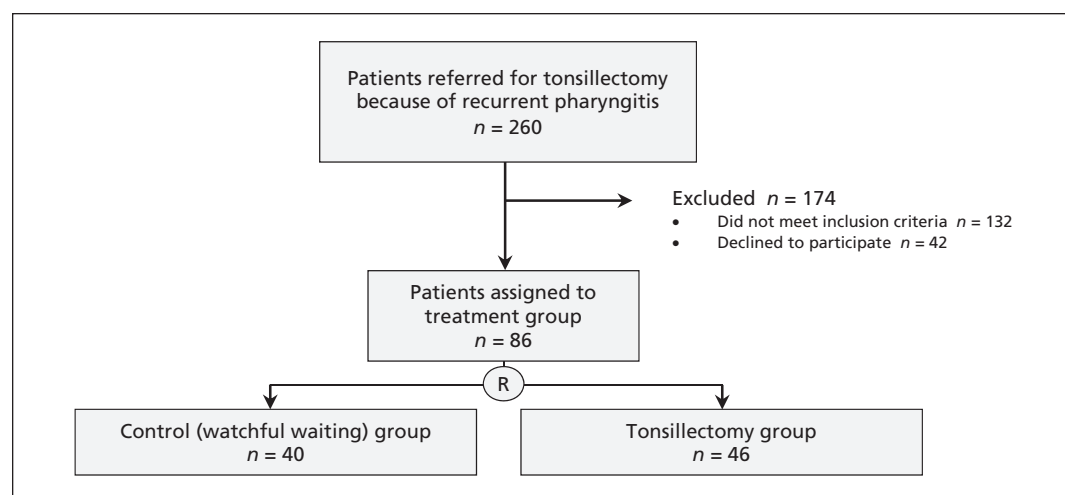 Patients referred for tonsillectomy
because of recurrent pharyngitis
n = 260
Excluded n = 174
• Did not meet inclusion criteria n = 132
• Declined to participate n = 42
Patients assigned to
treatment group
n = 86
R
Control (watchful waiting) group
n = 40
Tonsillectomy group
n = 46